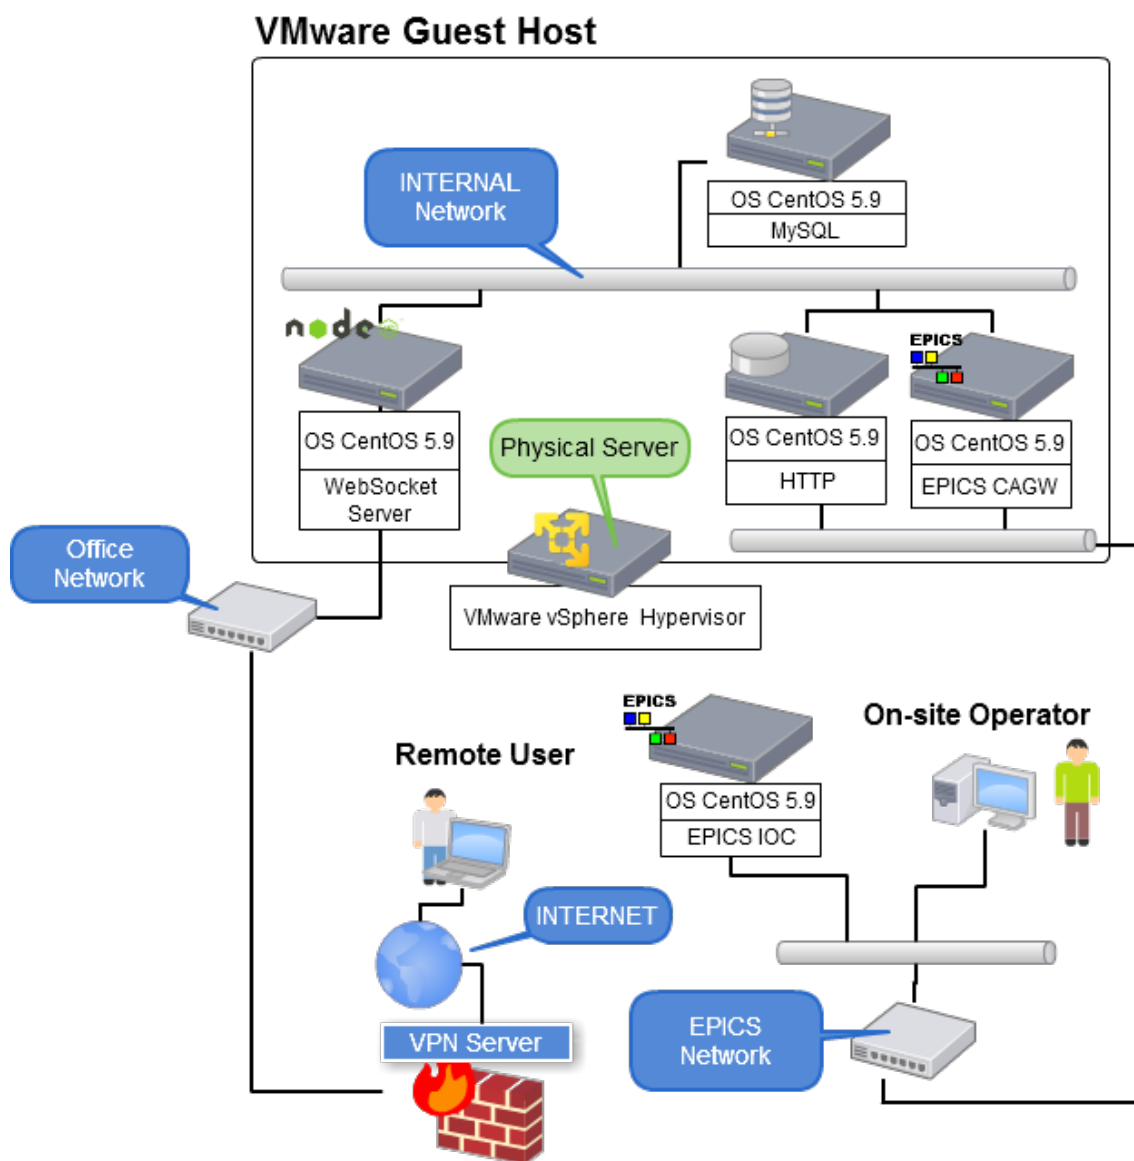 VMware Guest Host
INTERNAL
Network
OS CentOS 5.9
MySQL
node
EPICS
OS CentOS 5.9
WebSocket
Server
Physical Server
OS CentOS 5.9
HTTP
OS CentOS 5.9
EPICS CAGW
Office
Network
VMware vSphere Hypervisor
EPICS
OS CentOS 5.9
EPICS IOC
On-site Operator
Remote User
INTERNET
VPN Server
EPICS
Network